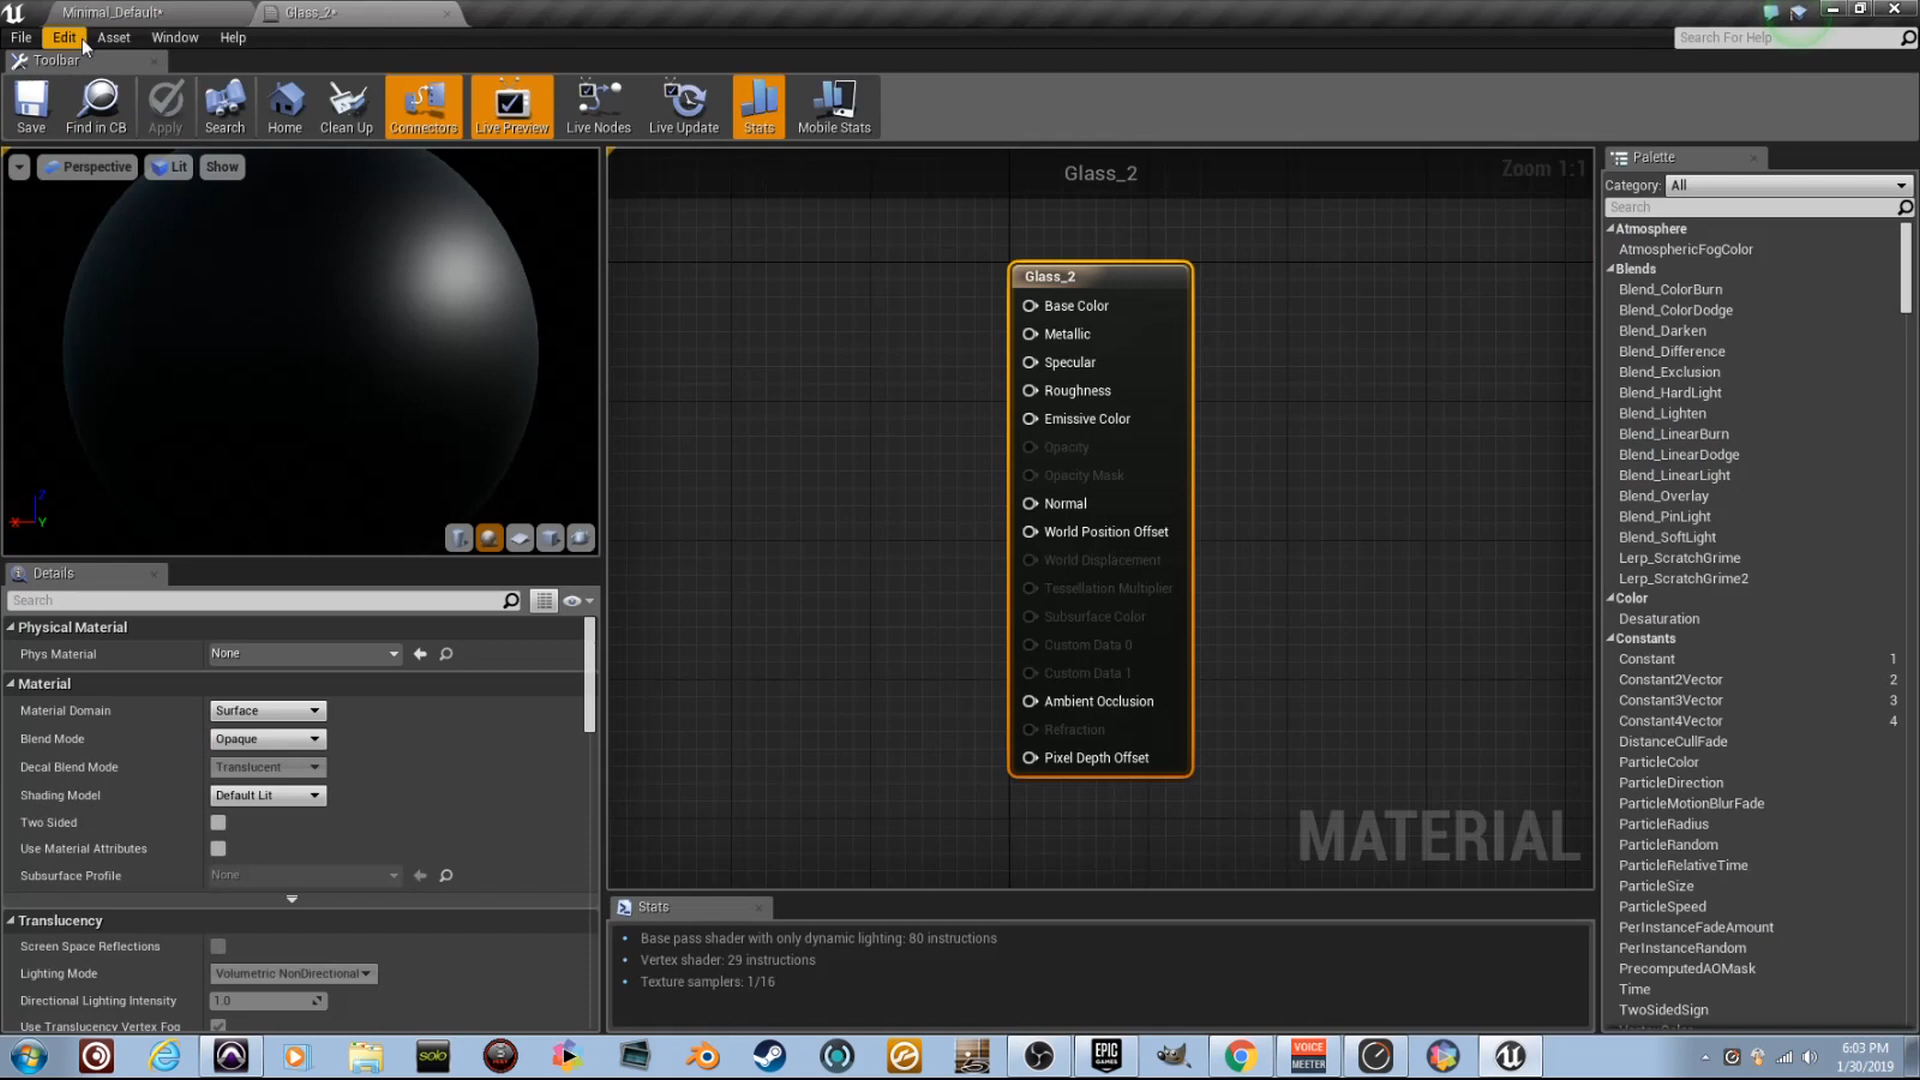 Minimal_Default*
Glass_2*
File
Edit
Asset
Window
Help
Search For Help
Toolbar
Save
Find in CB
Apply
Search
Home
Clean Up
Connectors
Live Preview
Live Nodes
Live Update
Stats
Mobile Stats
Perspective
Lit
Show
Z
X
Y
Glass_2
Zoom 1:1
Glass_2
Base Color
Metallic
Specular
Roughness
Emissive Color
Opacity
Opacity Mask
Normal
World Position Offset
World Displacement
Tessellation Multiplier
Subsurface Color
Custom Data 0
Custom Data 1
Ambient Occlusion
Refraction
Pixel Depth Offset
MATERIAL
Details
Search
Physical Material
Phys Material
None
Material
Material Domain
Surface
Blend Mode
Opaque
Decal Blend Mode
Translucent
Shading Model
Default Lit
Two Sided
Use Material Attributes
Subsurface Profile
None
Translucency
Screen Space Reflections
Lighting Mode
Volumetric NonDirectional
Directional Lighting Intensity
1.0
Use Translucency Vertex Fog
Stats
Base pass shader with only dynamic lighting: 80 instructions
Vertex shader: 29 instructions
Texture samplers: 1/16
Palette
Category:
All
Search
Atmosphere
AtmosphericFogColor
Blends
Blend_ColorBurn
Blend_ColorDodge
Blend_Darken
Blend_Difference
Blend_Exclusion
Blend_HardLight
Blend_Lighten
Blend_LinearBurn
Blend_LinearDodge
Blend_LinearLight
Blend_Overlay
Blend_PinLight
Blend_SoftLight
Lerp_ScratchGrime
Lerp_ScratchGrime2
Color
Desaturation
Constants
Constant 1
Constant2Vector 2
Constant3Vector 3
Constant4Vector 4
DistanceCullFade
ParticleColor
ParticleDirection
ParticleMotionBlurFade
ParticleRadius
ParticleRandom
ParticleRelativeTime
ParticleSize
ParticleSpeed
PerInstanceFadeAmount
PerInstanceRandom
PrecomputedAOMask
Time
TwoSidedSign
solo
EPIC
GAMES
VOICE
MEETER
6:03 PM
1/30/2019